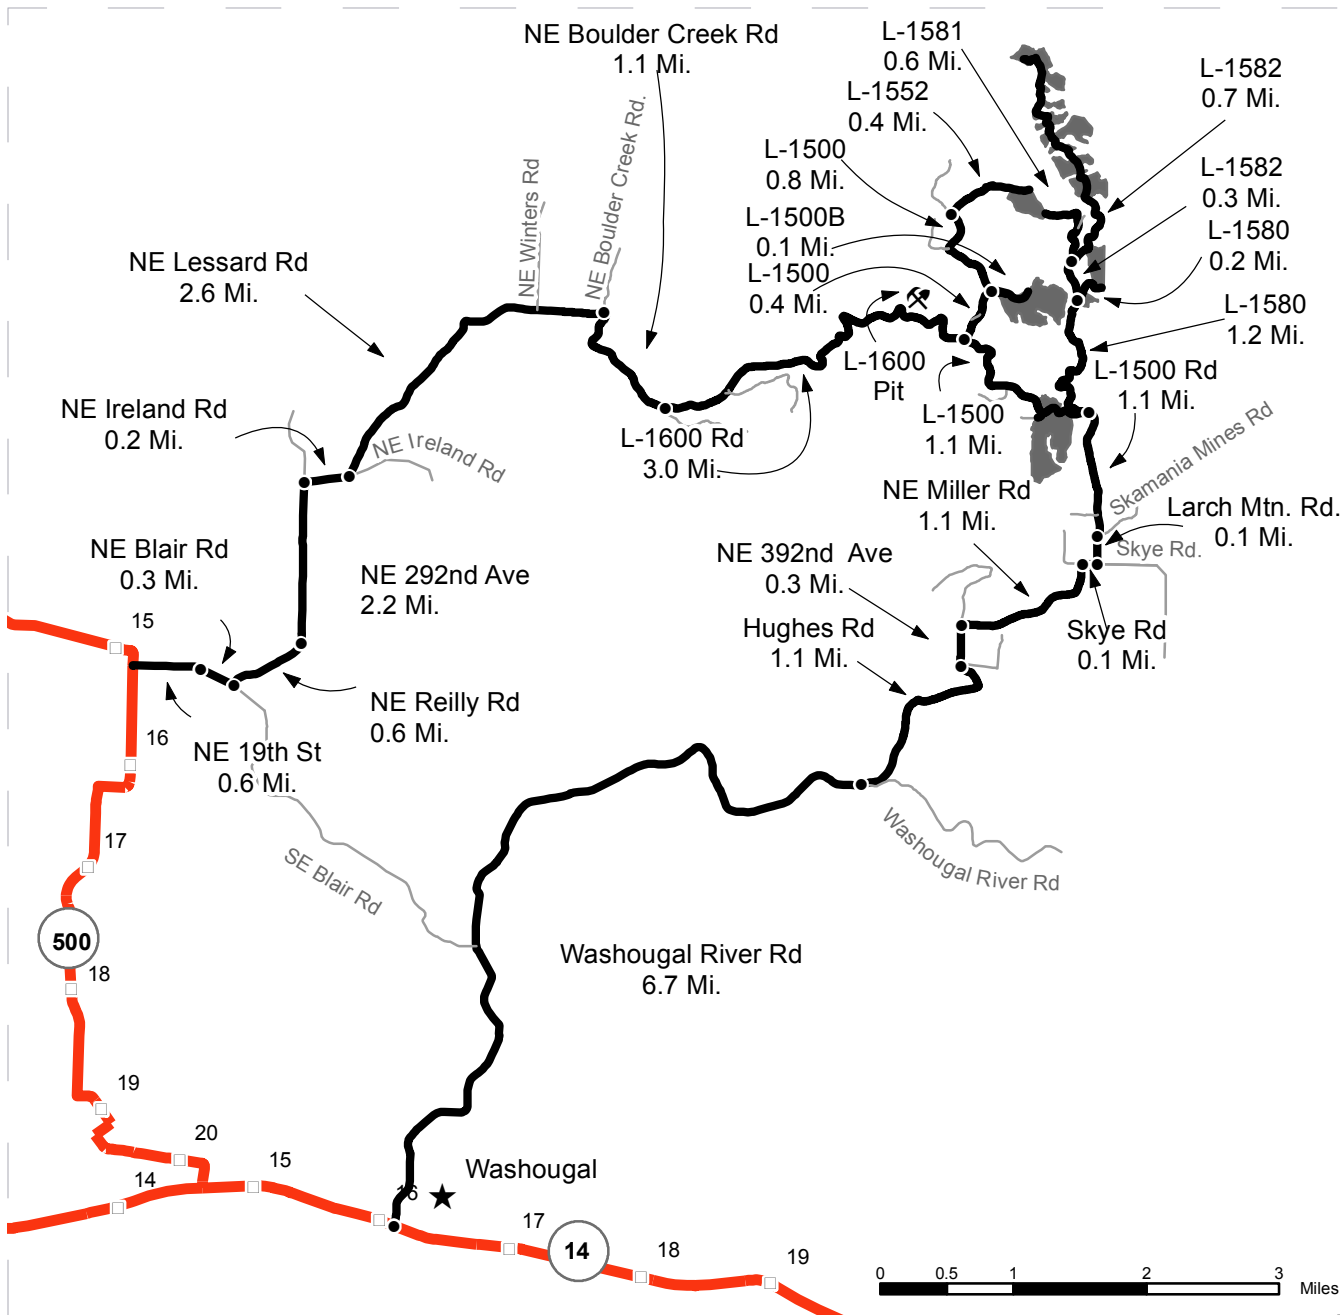 NE Boulder Creek Rd
1.1 Mi.
L-1581
0.6 Mi.
L-1582
0.7 Mi.
L-1552
0.4 Mi.
L-1500
0.8 Mi.
L-1582
0.3 Mi.
L-1500B
0.1 Mi.
L-1580
0.2 Mi.
L-1500
0.4 Mi.
L-1580
1.2 Mi.
NE Winters Rd
NE Boulder Creek Rd.
NE Lessard Rd
2.6 Mi.
L-1600
Pit
L-1500 Rd
1.1 Mi.
L-1500
1.1 Mi.
NE Ireland Rd
0.2 Mi.
NE Ireland Rd
L-1600 Rd
3.0 Mi.
Skamania Mines Rd
NE Miller Rd
1.1 Mi.
Larch Mtn. Rd.
0.1 Mi.
Skye Rd.
NE Blair Rd
0.3 Mi.
NE 392nd Ave
0.3 Mi.
NE 292nd Ave
2.2 Mi.
Hughes Rd
1.1 Mi.
Skye Rd
0.1 Mi.
15
NE Reilly Rd
0.6 Mi.
16
NE 19th St
0.6 Mi.
17
SE Blair Rd
Washougal River Rd
500
18
Washougal River Rd
6.7 Mi.
19
20
14
15
16
Washougal
17
14
18
19
0 0.5 1 2 3
Miles